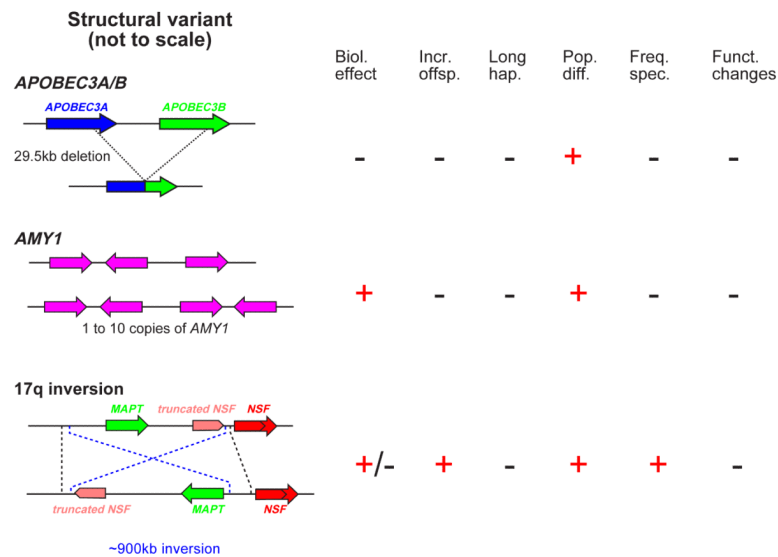 Structural variant
(not to scale)
Biol. effect
Incr. offsp.
Long hap.
Pop. diff.
Freq. spec.
Funct. changes
APOBEC3A/B
APOBEC3A
APOBEC3B
29.5kb deletion
- - - + - -
AMY1
+ - - + - -
1 to 10 copies of AMY1
17q inversion
MAPT
truncated NSF
NSF
+/- + - + + -
truncated NSF
MAPT
NSF
~900kb inversion